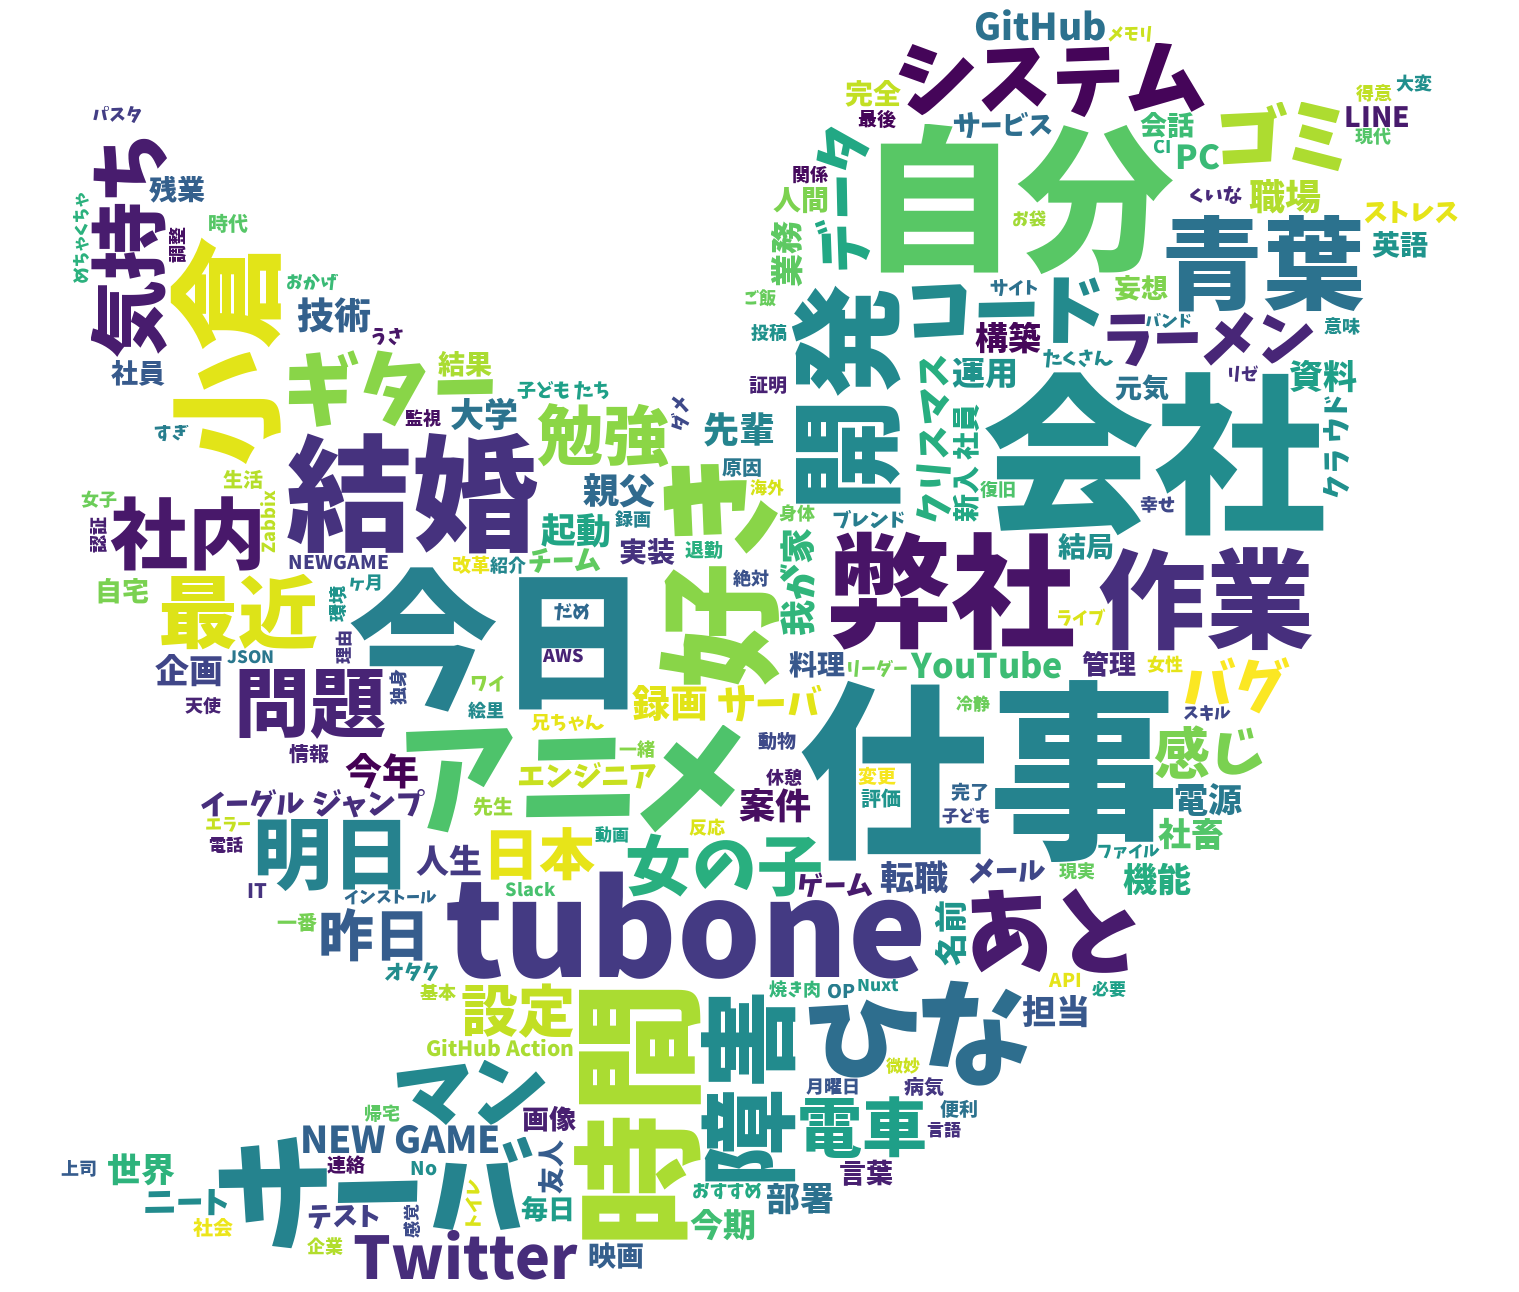 GitHub
メモリ
システム
完全
最後
サービス
会話
CI
PC
ゴミ
得意
大変
LINE
現代
パスタ
気持ち
残業
めちゃくちゃ
時代
調整
小倉
おかげ
技術
うさ
社員
データ
関係
人間
自分
お袋
くいな
職場
ストレス
英語
青葉
業務
ご飯
投稿
証明
開発
コード
サイト
構築
妄想
バンド
ラーメン
意味
たくさん
運用
元気
リゼ
資料
クラウド
ギター
結果
監視
大学
子どもたち
ダメ
勉強
先輩
クリスマス
新入社員
会社
すぎ
生活
女子
認証
社内
Zabbix
結婚
NEWGAME
親父
起動
録画
原因
海外
好き
身体
復旧
幸せ
ブレンド
結局
実装
退勤
改革
紹介
チーム
絶対
我が家
弊社
作業
ライブ
自宅
最近
環境
ヶ月
理由
今日
だめ
AWS
企画
JSON
天使
問題
独身
ワイ
絵里
兄ちゃん
録画
サーバ
料理
リーダー
YouTube
管理
女性
バグ
スキル
冷静
仕事
感じ
情報
今年
アニメ
一緒
エンジニア
動物
休憩
変更
評価
完了
子ども
電源
イーグルジャンプ
先生
案件
エラー
電話
明日
人生
日本
動画
反応
女の子
社畜
ファイル
IT
インストール
Slack
ゲーム
転職
メール
現実
機能
一番
昨日
tubone
名前
あと
オタク
基本
設定
時間
障害
焼き肉
OP
Nuxt
ひな
API
必要
担当
GitHub Action
マン
帰宅
画像
微妙
月曜日
病気
電車
便利
言語
NEW GAME
連絡
No
友人
言葉
上司
世界
ニート
サーバ
トイレ
おすすめ
部署
社会
テスト
感覚
毎日
今期
企業
Twitter
映画